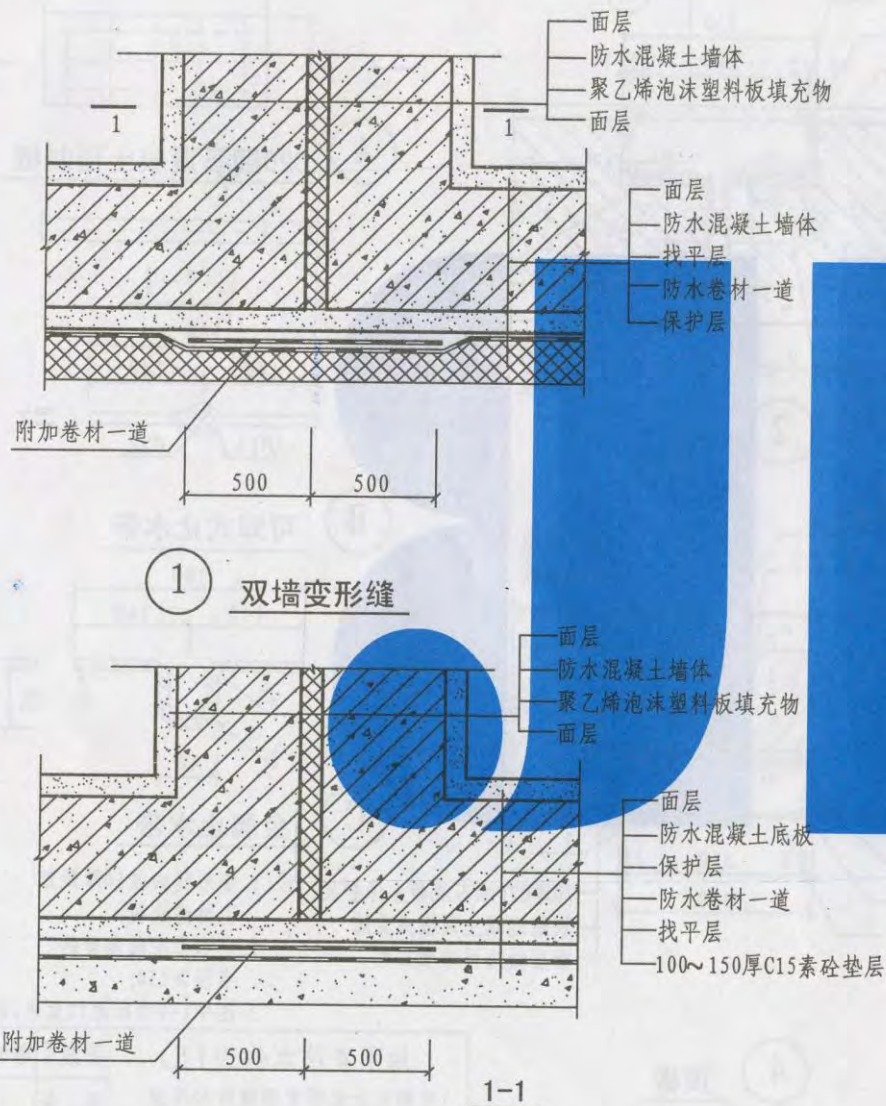 面层
防水混凝土墙体
聚乙烯泡沫塑料板填充物
面层
1
1
面层
防水混凝土墙体
找平层
防水卷材一道
保护层
附加卷材一道
500
500
1
双墙变形缝
面层
防水混凝土墙体
聚乙烯泡沫塑料板填充物
面层
面层
防水混凝土底板
保护层
防水卷材一道
找平层
100~150厚C15素砼垫层
附加卷材一道
500
500
1-1